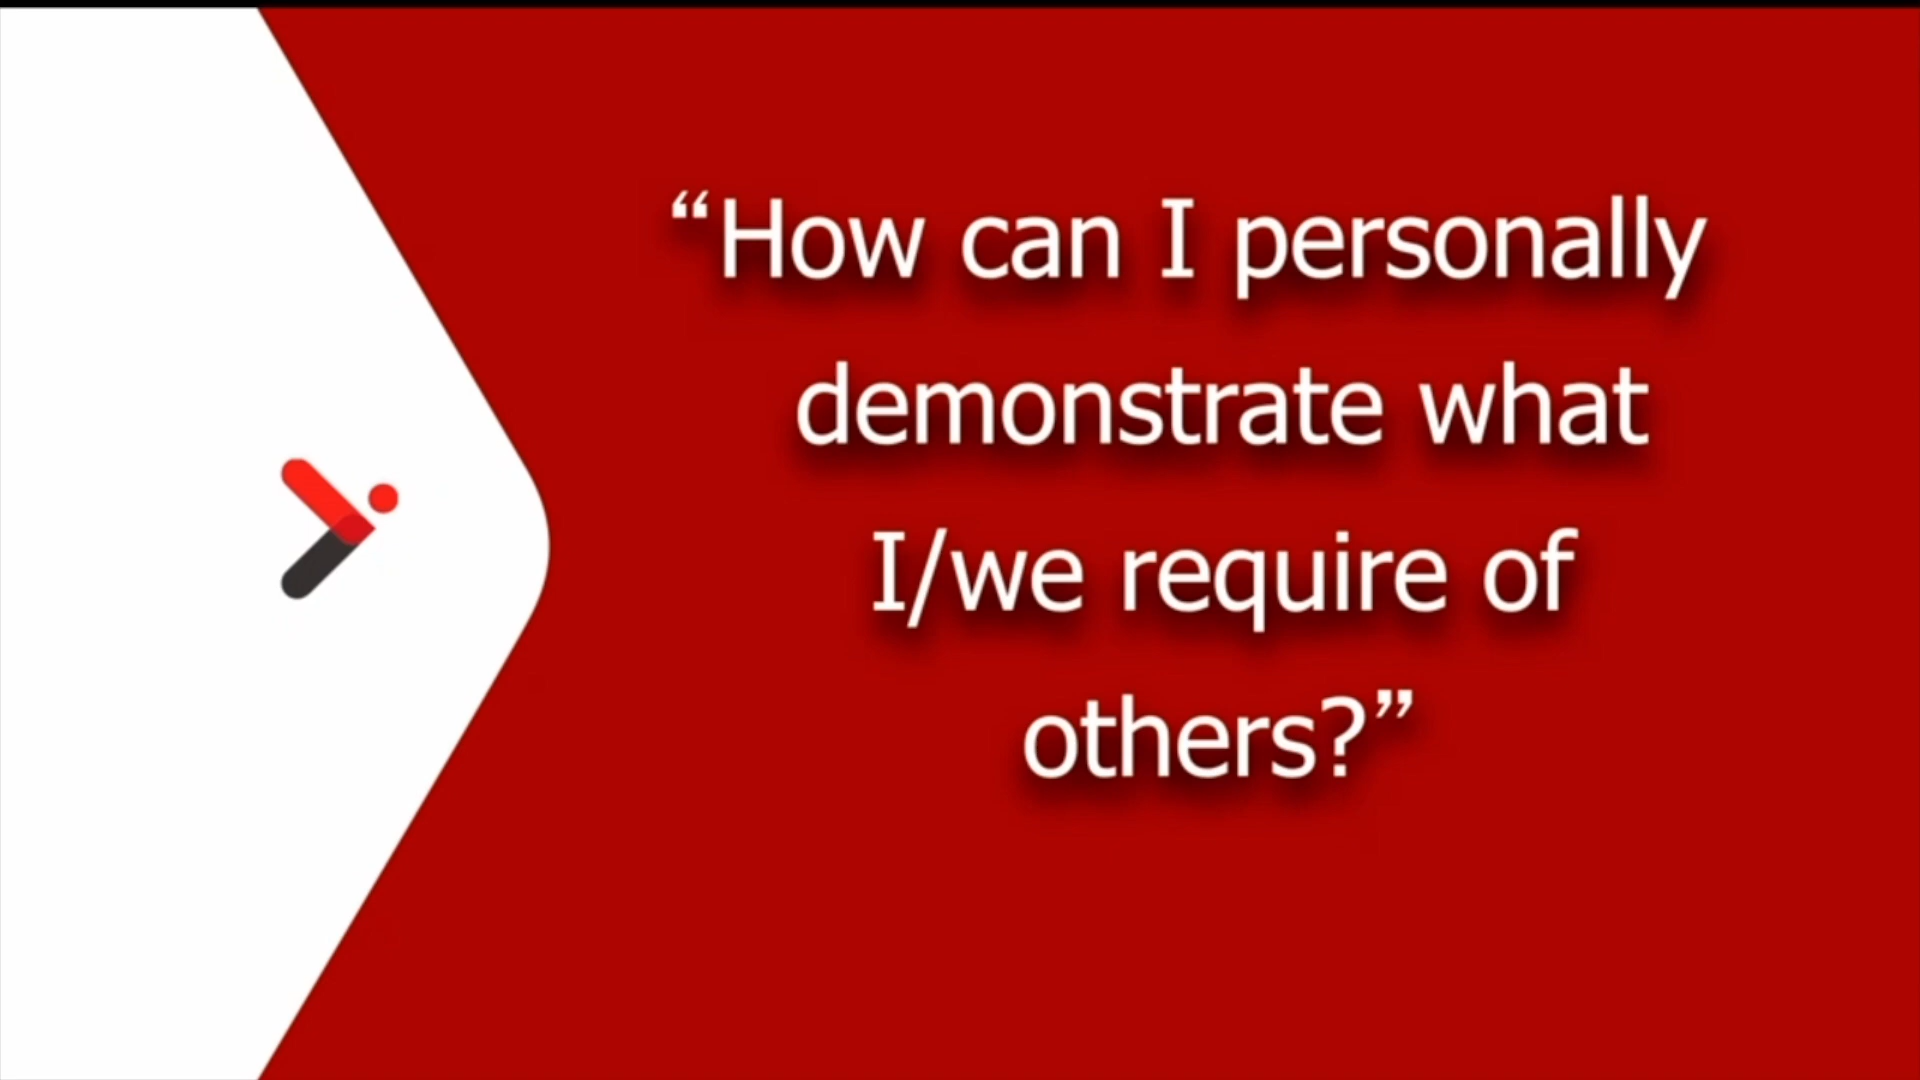 “How can I personally
demonstrate what
I/we require of
others?”